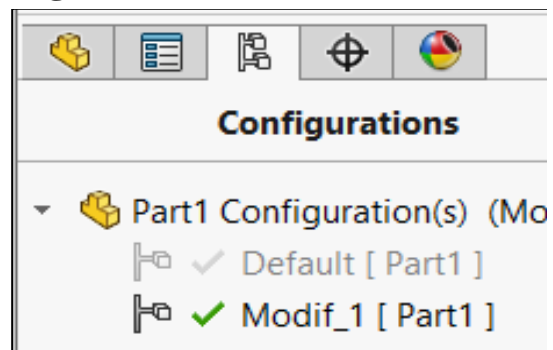 Configurations
Part1 Configuration(s) (Mo
Default [ Part1 ]
Modif_1 [ Part1 ]